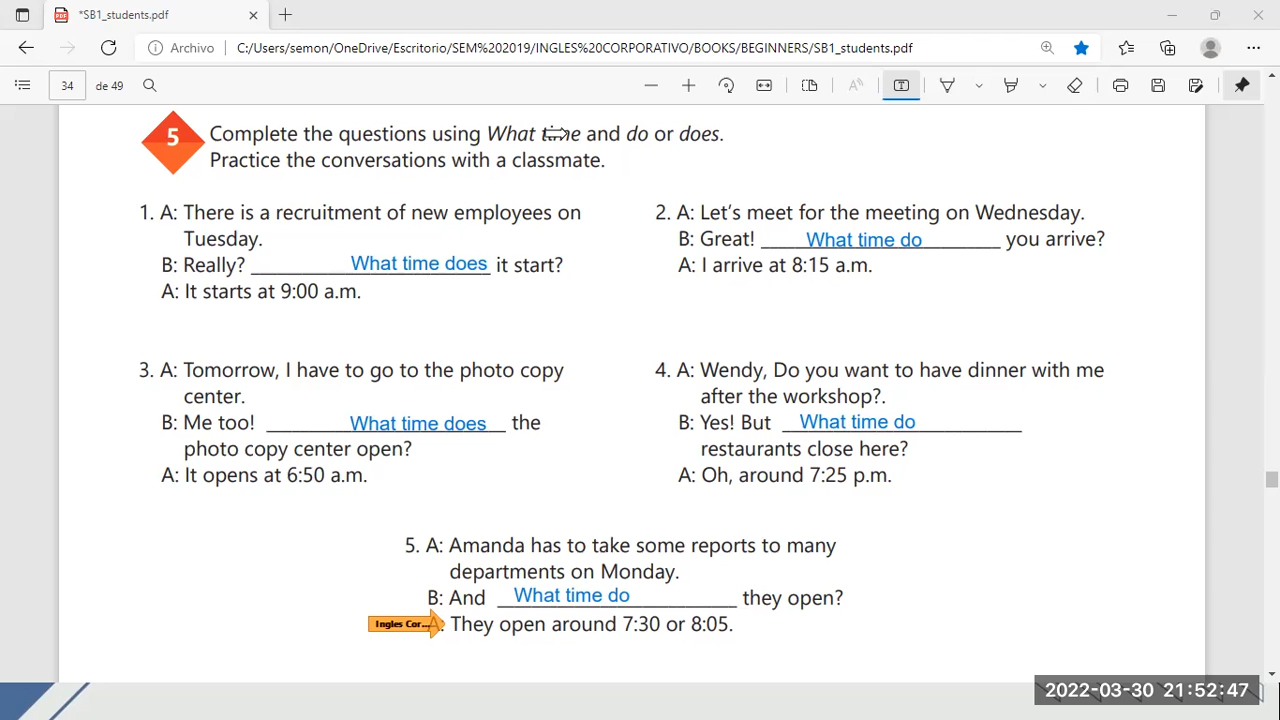 *SB1_students.pdf
Archivo C:/Users/semon/OneDrive/Escritorio/SEM%202019/INGLES%20CORPORATIVO/BOOKS/BEGINNERS/SB1_students.pdf
34 de 49
5
Complete the questions using What time and do or does.
Practice the conversations with a classmate.
1. A: There is a recruitment of new employees on
Tuesday.
B: Really? What time does it start?
A: It starts at 9:00 a.m.
2. A: Let's meet for the meeting on Wednesday.
B: Great! What time do you arrive?
A: I arrive at 8:15 a.m.
3. A: Tomorrow, I have to go to the photo copy
center.
B: Me too! What time does the
photo copy center open?
A: It opens at 6:50 a.m.
4. A: Wendy, Do you want to have dinner with me
after the workshop?.
B: Yes! But What time do
restaurants close here?
A: Oh, around 7:25 p.m.
5. A: Amanda has to take some reports to many
departments on Monday.
B: And What time do they open?
Ingles Cor... A: They open around 7:30 or 8:05.
2022-03-30 21:52:47